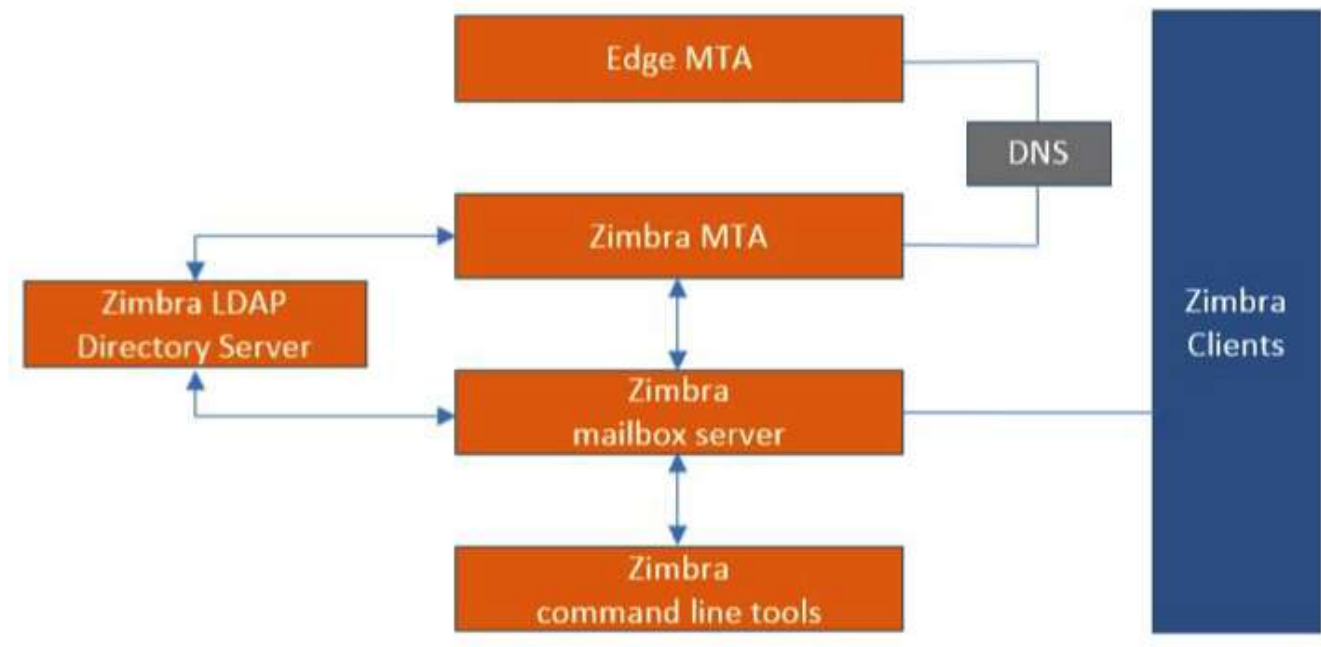 Edge MTA
DNS
Zimbra MTA
Zimbra LDAP
Directory Server
Zimbra
Clients
Zimbra
mailbox server
Zimbra
command line tools